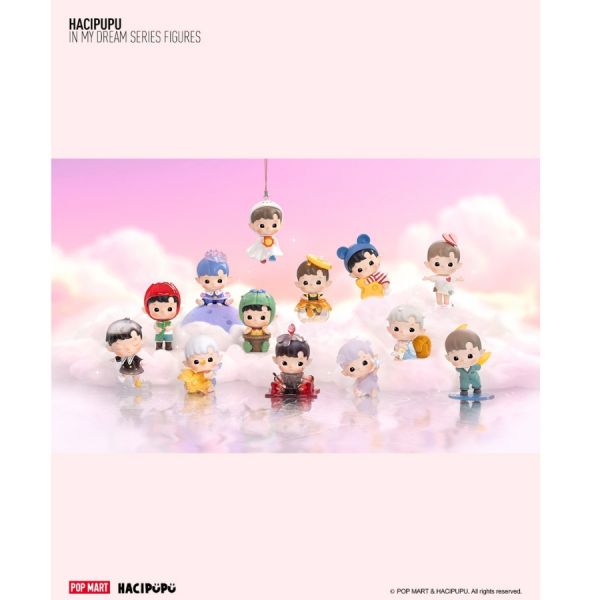 HACIPUPU
IN MY DREAM SERIES FIGURES
POP MART HACIPUPU
© POP MART & HACIPUPU. All rights reserved.